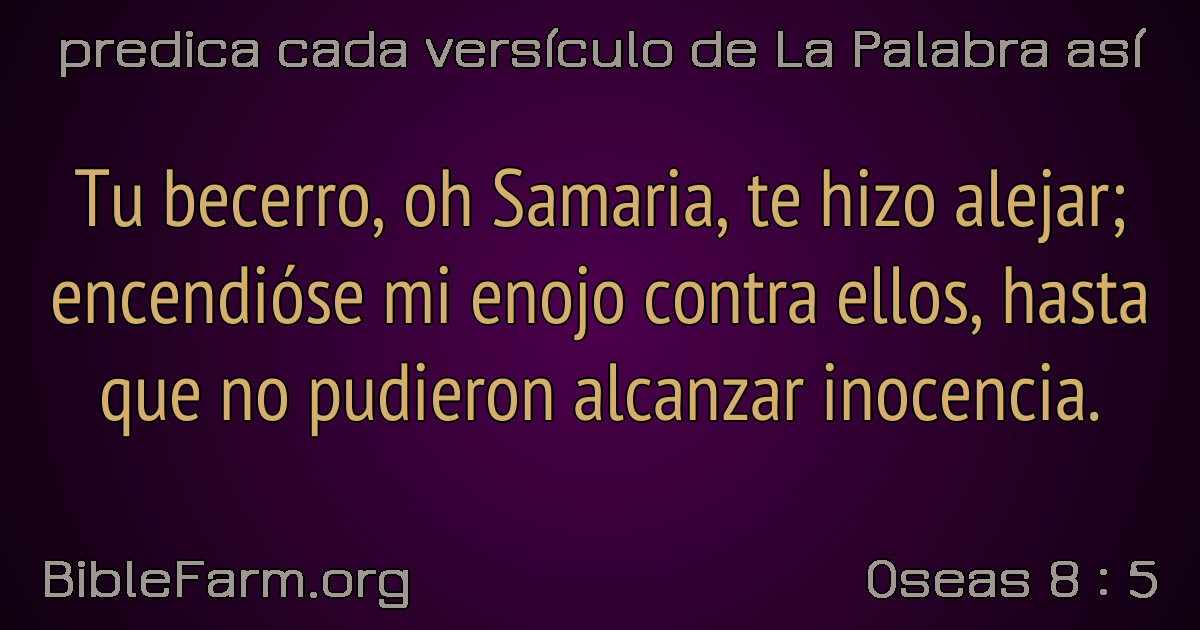 predica cada versículo de La Palabra así
Tu becerro, oh Samaria, te hizo alejar;
encendióse mi enojo contra ellos, hasta
que no pudieron alcanzar inocencia.
BibleFarm.org
Oseas 8 : 5